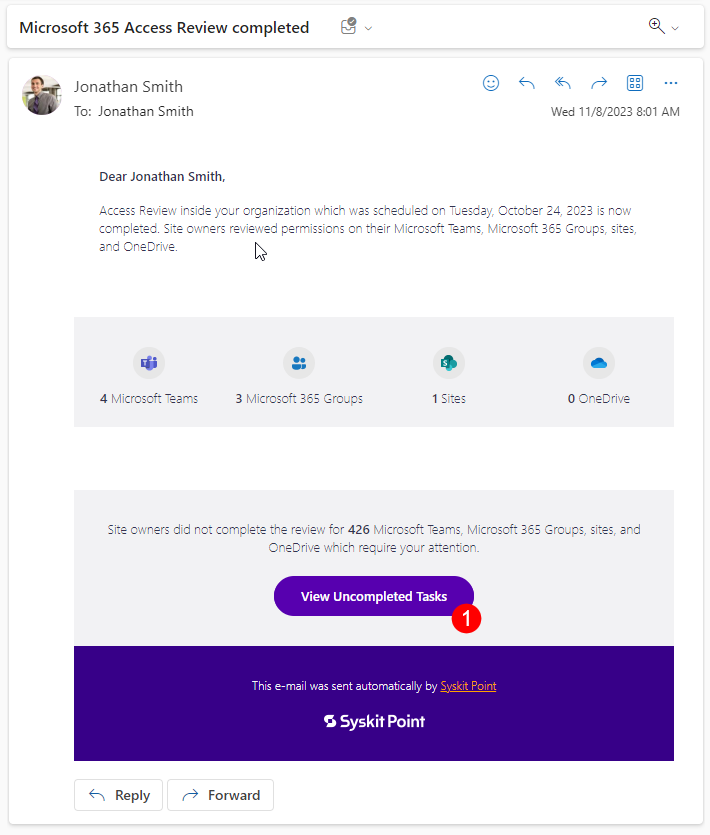 Microsoft 365 Access Review completed
Jonathan Smith
To: Jonathan Smith
Wed 11/8/2023 8:01 AM
Dear Jonathan Smith,
Access Review inside your organization which was scheduled on Tuesday, October 24, 2023 is now
completed. Site owners reviewed permissions on their Microsoft Teams, Microsoft 365 Groups, sites,
and OneDrive.
4 Microsoft Teams
3 Microsoft 365 Groups
1 Sites
0 OneDrive
Site owners did not complete the review for 426 Microsoft Teams, Microsoft 365 Groups, sites, and
OneDrive which require your attention.
View Uncompleted Tasks
1
This e-mail was sent automatically by Syskit Point
Syskit Point
Reply
Forward